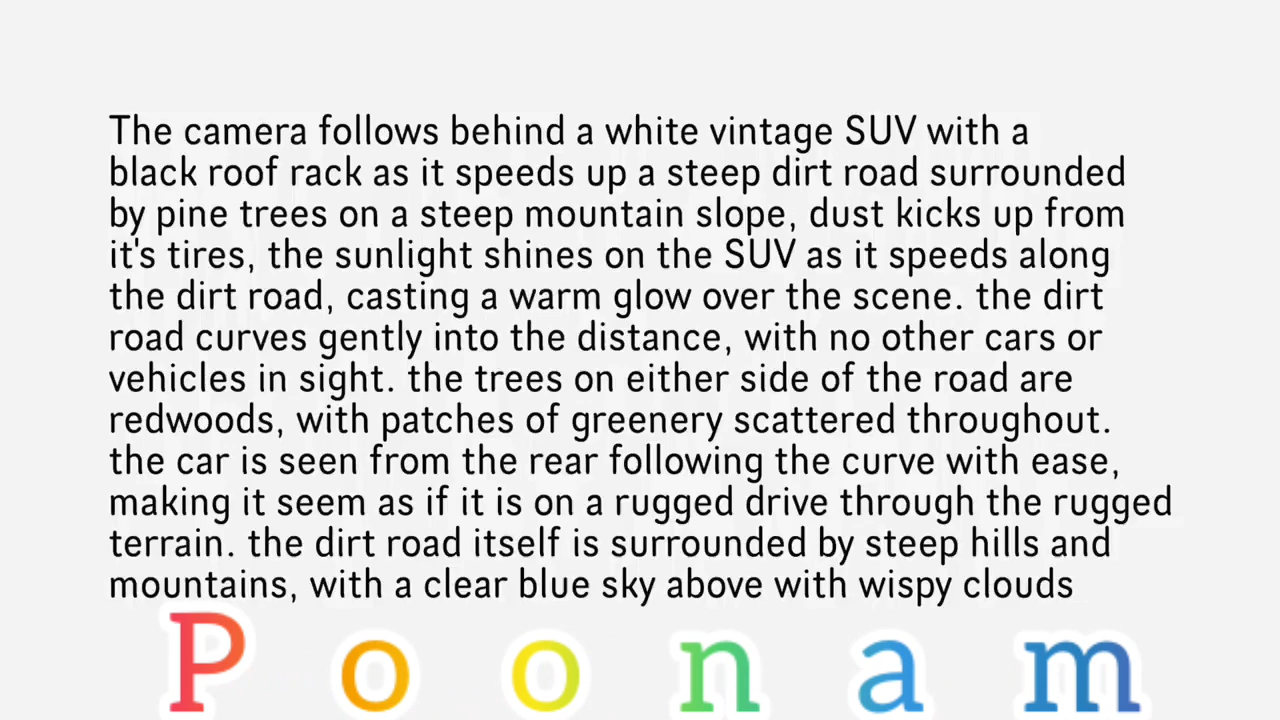 The camera follows behind a white vintage SUV with a
black roof rack as it speeds up a steep dirt road surrounded
by pine trees on a steep mountain slope, dust kicks up from
it's tires, the sunlight shines on the SUV as it speeds along
the dirt road, casting a warm glow over the scene. the dirt
road curves gently into the distance, with no other cars or
vehicles in sight. the trees on either side of the road are
redwoods, with patches of greenery scattered throughout.
the car is seen from the rear following the curve with ease,
making it seem as if it is on a rugged drive through the rugged
terrain. the dirt road itself is surrounded by steep hills and
mountains, with a clear blue sky above with wispy clouds
Poonam